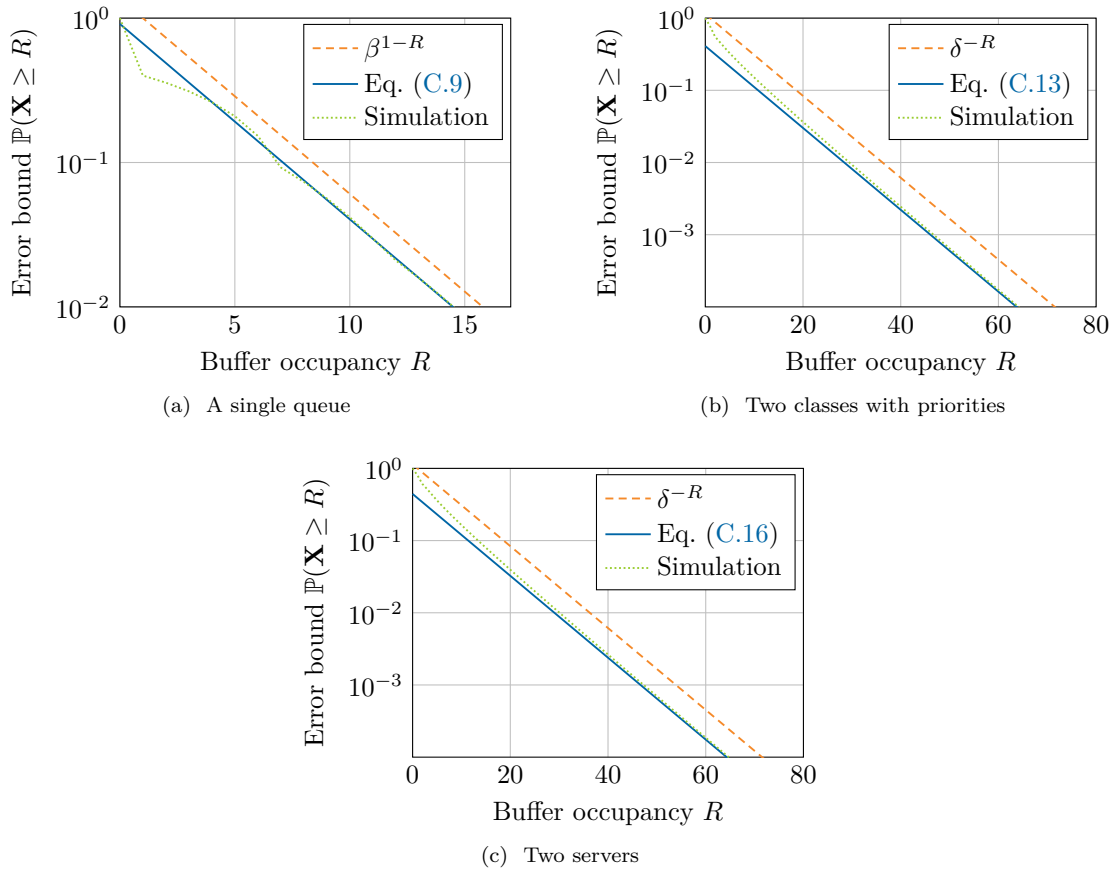 10^0
10^{-1}
10^{-2}
Error bound ℙ(𝐗 ≥ R)
β^{1−R}
Eq. (C.9)
Simulation
0 5 10 15
Buffer occupancy R
(a) A single queue
10^0
10^{-1}
10^{-2}
10^{-3}
Error bound ℙ(𝐗 ≥ R)
δ^{−R}
Eq. (C.13)
Simulation
0 20 40 60 80
Buffer occupancy R
(b) Two classes with priorities
10^0
10^{-1}
10^{-2}
10^{-3}
Error bound ℙ(𝐗 ≥ R)
δ^{−R}
Eq. (C.16)
Simulation
0 20 40 60 80
Buffer occupancy R
(c) Two servers